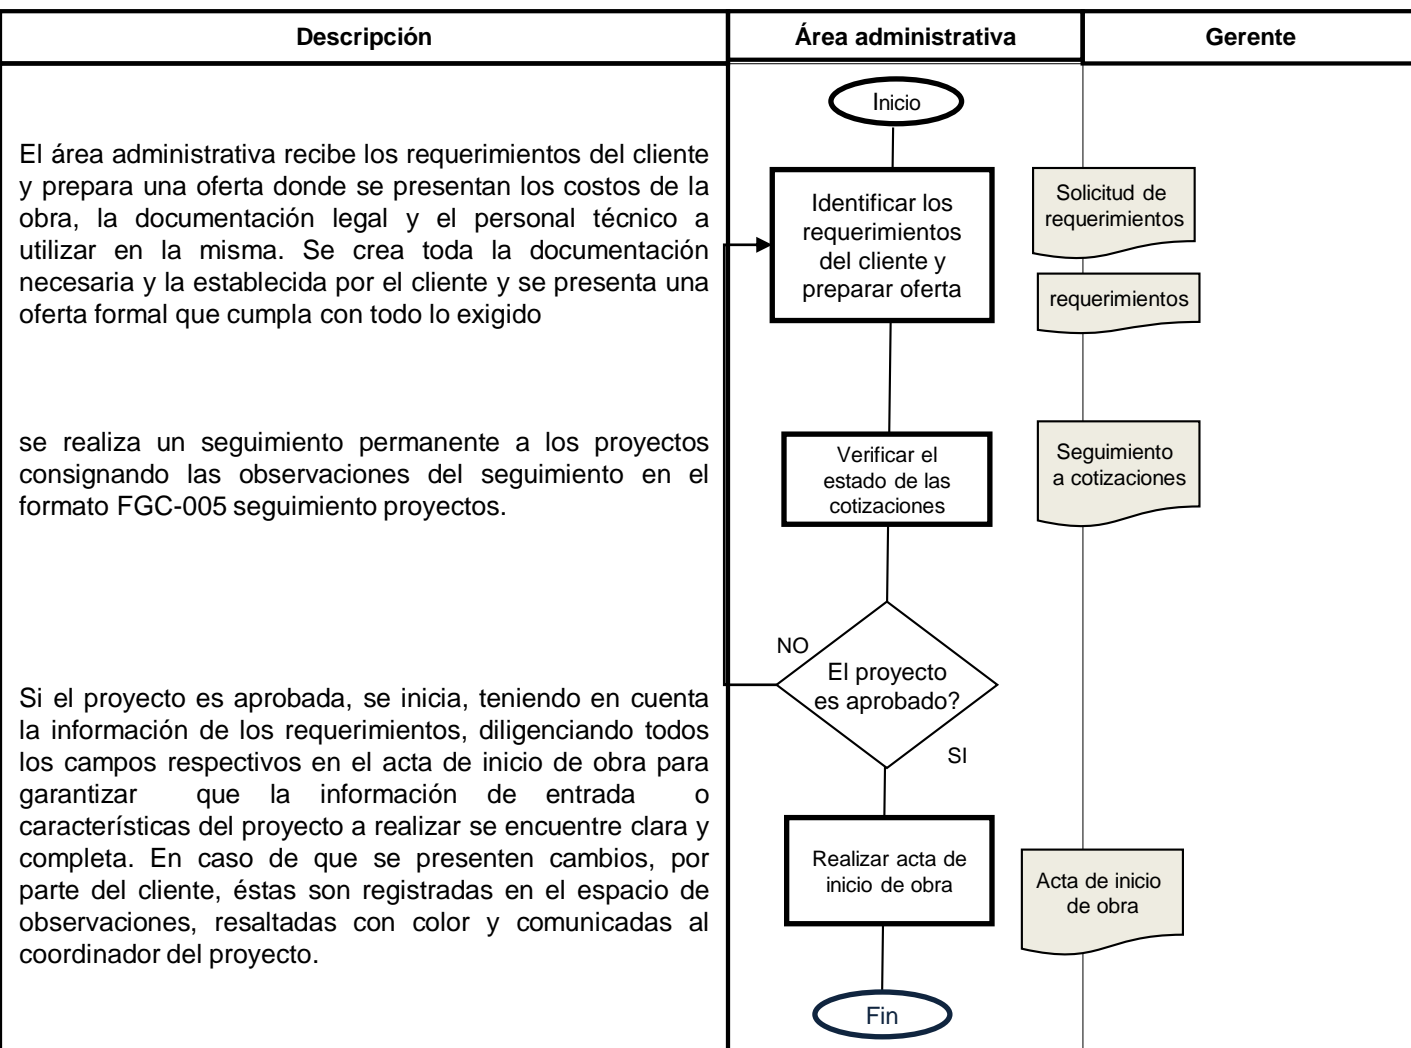 Descripción
Área administrativa
Gerente
Inicio
El área administrativa recibe los requerimientos del cliente
y prepara una oferta donde se presentan los costos de la
obra, la documentación legal y el personal técnico a
utilizar en la misma. Se crea toda la documentación
necesaria y la establecida por el cliente y se presenta una
oferta formal que cumpla con todo lo exigido
Identificar los
requerimientos
del cliente y
preparar oferta
Solicitud de
requerimientos
requerimientos
se realiza un seguimiento permanente a los proyectos
consignando las observaciones del seguimiento en el
formato FGC-005 seguimiento proyectos.
Verificar el
estado de las
cotizaciones
Seguimiento
a cotizaciones
NO
El proyecto
es aprobado?
SI
Si el proyecto es aprobada, se inicia, teniendo en cuenta
la información de los requerimientos, diligenciando todos
los campos respectivos en el acta de inicio de obra para
garantizar que la información de entrada o
características del proyecto a realizar se encuentre clara y
completa. En caso de que se presenten cambios, por
parte del cliente, éstas son registradas en el espacio de
observaciones, resaltadas con color y comunicadas al
coordinador del proyecto.
Realizar acta de
inicio de obra
Acta de inicio
de obra
Fin